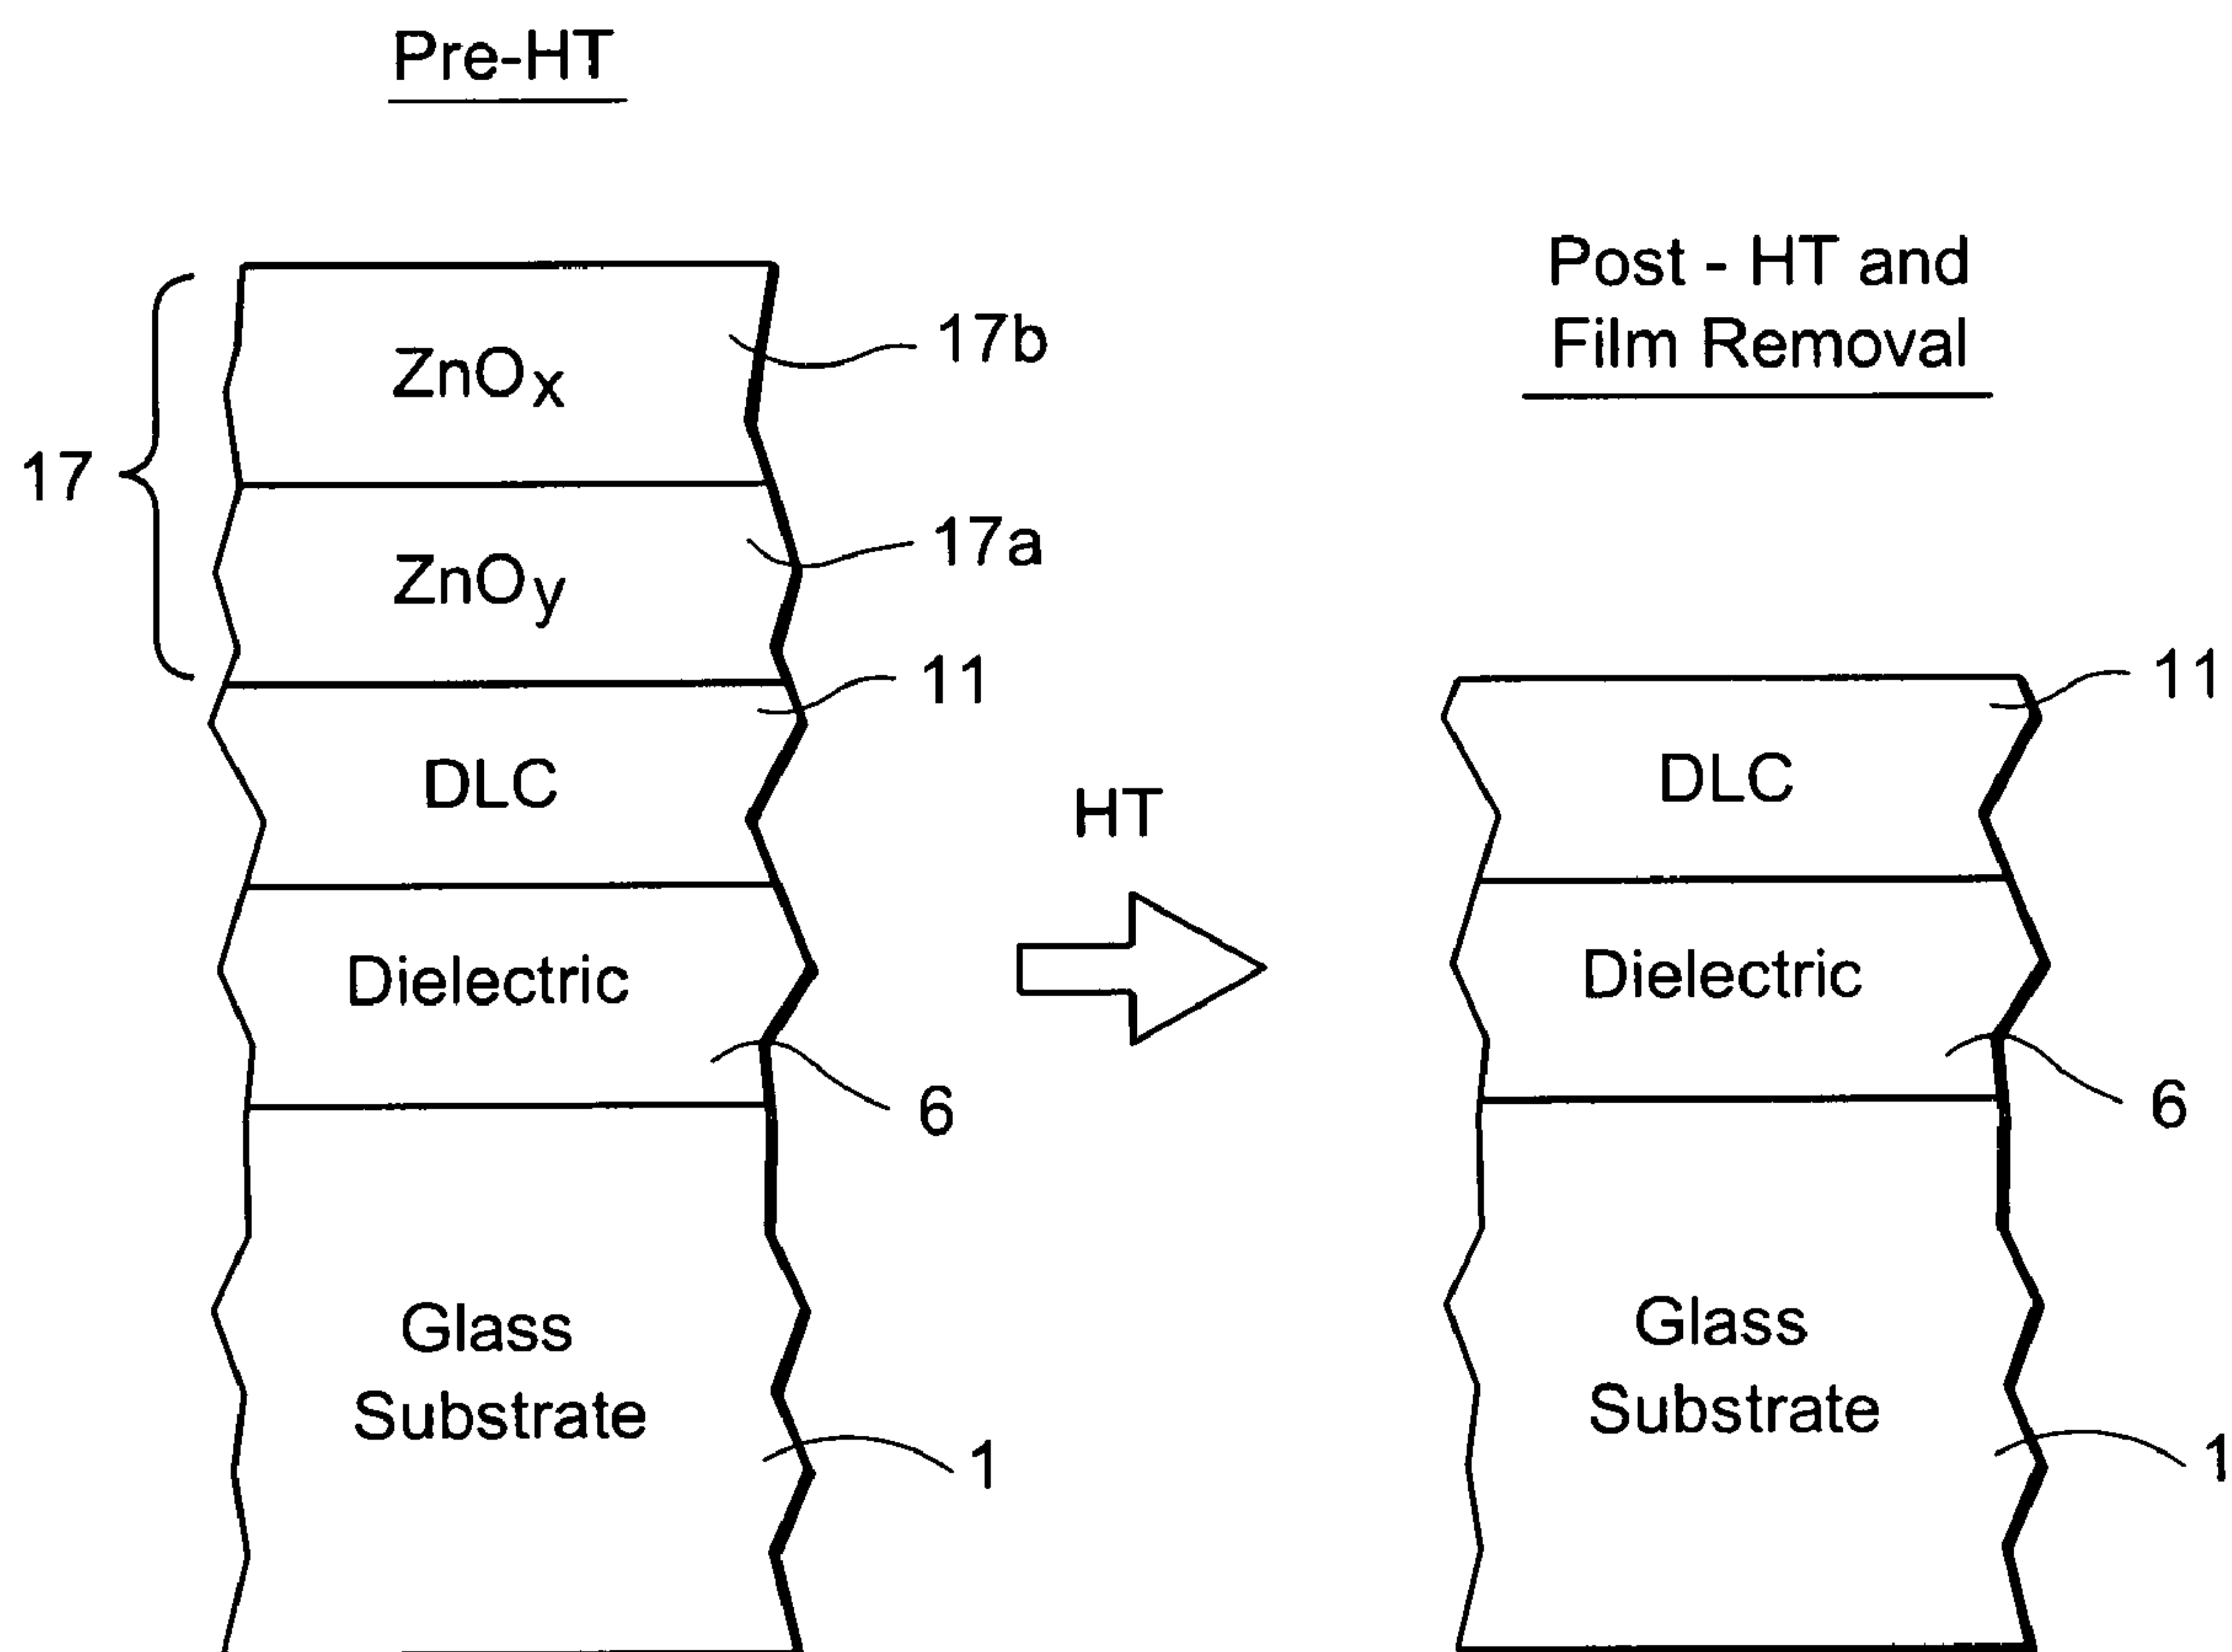 Pre-HT
ZnOx
17b
17
ZnOy
17a
11
DLC
Dielectric
6
Glass
Substrate
1
HT
Post - HT and
Film Removal
11
DLC
Dielectric
6
Glass
Substrate
1